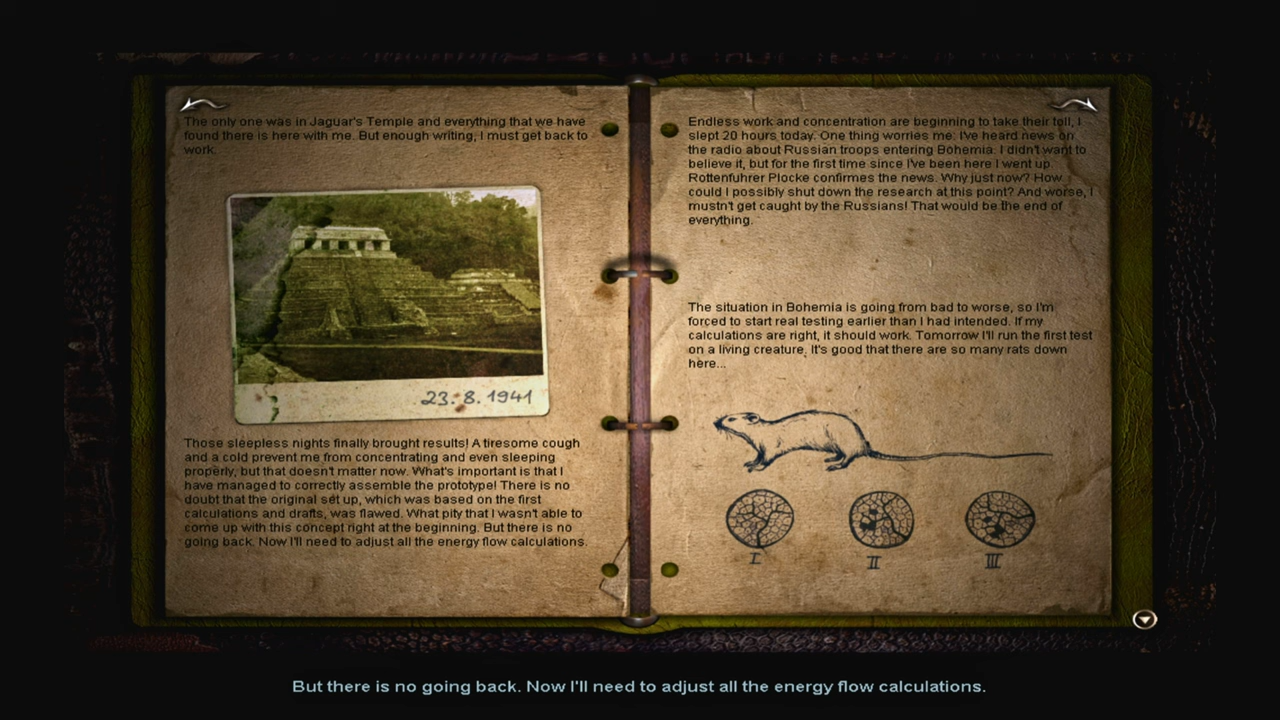 The only one was in Jaguar's Temple and everything that we have
found there is here with me. But enough writing, I must get back to
work.
23. 8. 1941
Those sleepless nights finally brought results! A tiresome cough
and a cold prevent me from concentrating and even sleeping
properly, but that doesn't matter now. What's important is that I
have managed to correctly assemble the prototype! There is no
doubt that the original set up, which was based on the first
calculations and drafts, was flawed. What pity that I wasn't able to
come up with this concept right at the beginning. But there is no
going back. Now I'll need to adjust all the energy flow calculations.
Endless work and concentration are beginning to take their toll, I
slept 20 hours today. One thing worries me: I've heard news on
the radio about Russian troops entering Bohemia. I didn't want to
believe it, but for the first time since I've been here I went up.
Rottenfuhrer Plocke confirmes the news. Why just now? How
could I possibly shut down the research at this point? And worse, I
mustn't get caught by the Russians! That would be the end of
everything.
The situation in Bohemia is going from bad to worse, so I'm
forced to start real testing earlier than I had intended. If my
calculations are right, it should work. Tomorrow I'll run the first test
on a living creature. It's good that there are so many rats down
here...
I II III
But there is no going back. Now I'll need to adjust all the energy flow calculations.